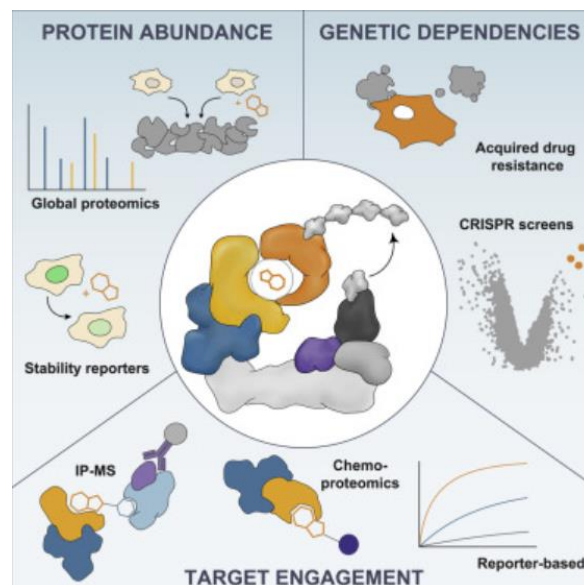 PROTEIN ABUNDANCE
GENETIC DEPENDENCIES
+
Global proteomics
Acquired drug
resistance
+
Stability reporters
CRISPR screens
IP-MS
Chemo-
proteomics
Reporter-based
TARGET ENGAGEMENT